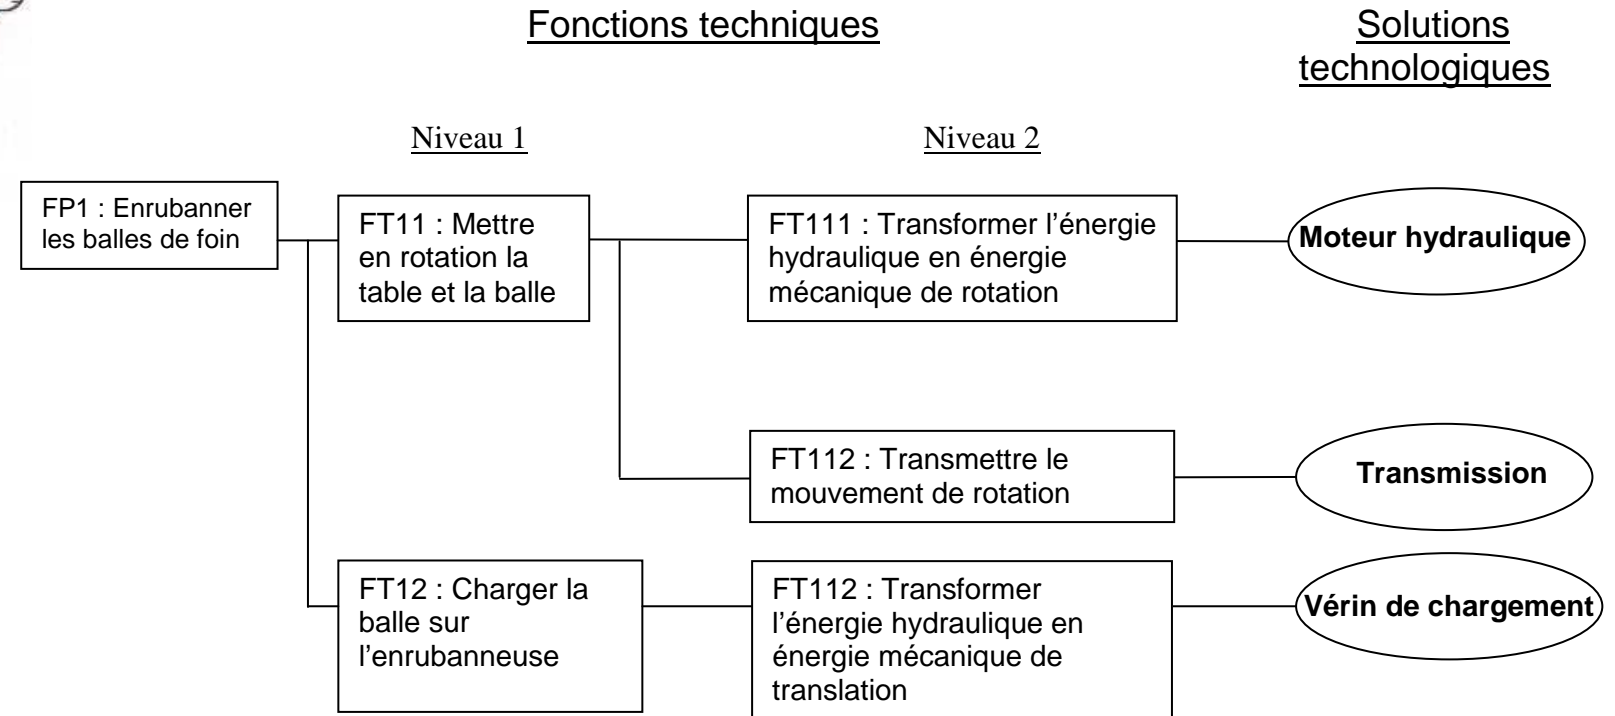 Fonctions techniques
Solutions
technologiques
Niveau 1
Niveau 2
FP1 : Enrubanner
les balles de foin
FT11 : Mettre
en rotation la
table et la balle
FT111 : Transformer l’énergie
hydraulique en énergie
mécanique de rotation
Moteur hydraulique
FT112 : Transmettre le
mouvement de rotation
Transmission
FT12 : Charger la
balle sur
l’enrubanneuse
FT112 : Transformer
l’énergie hydraulique en
énergie mécanique de
translation
Vérin de chargement